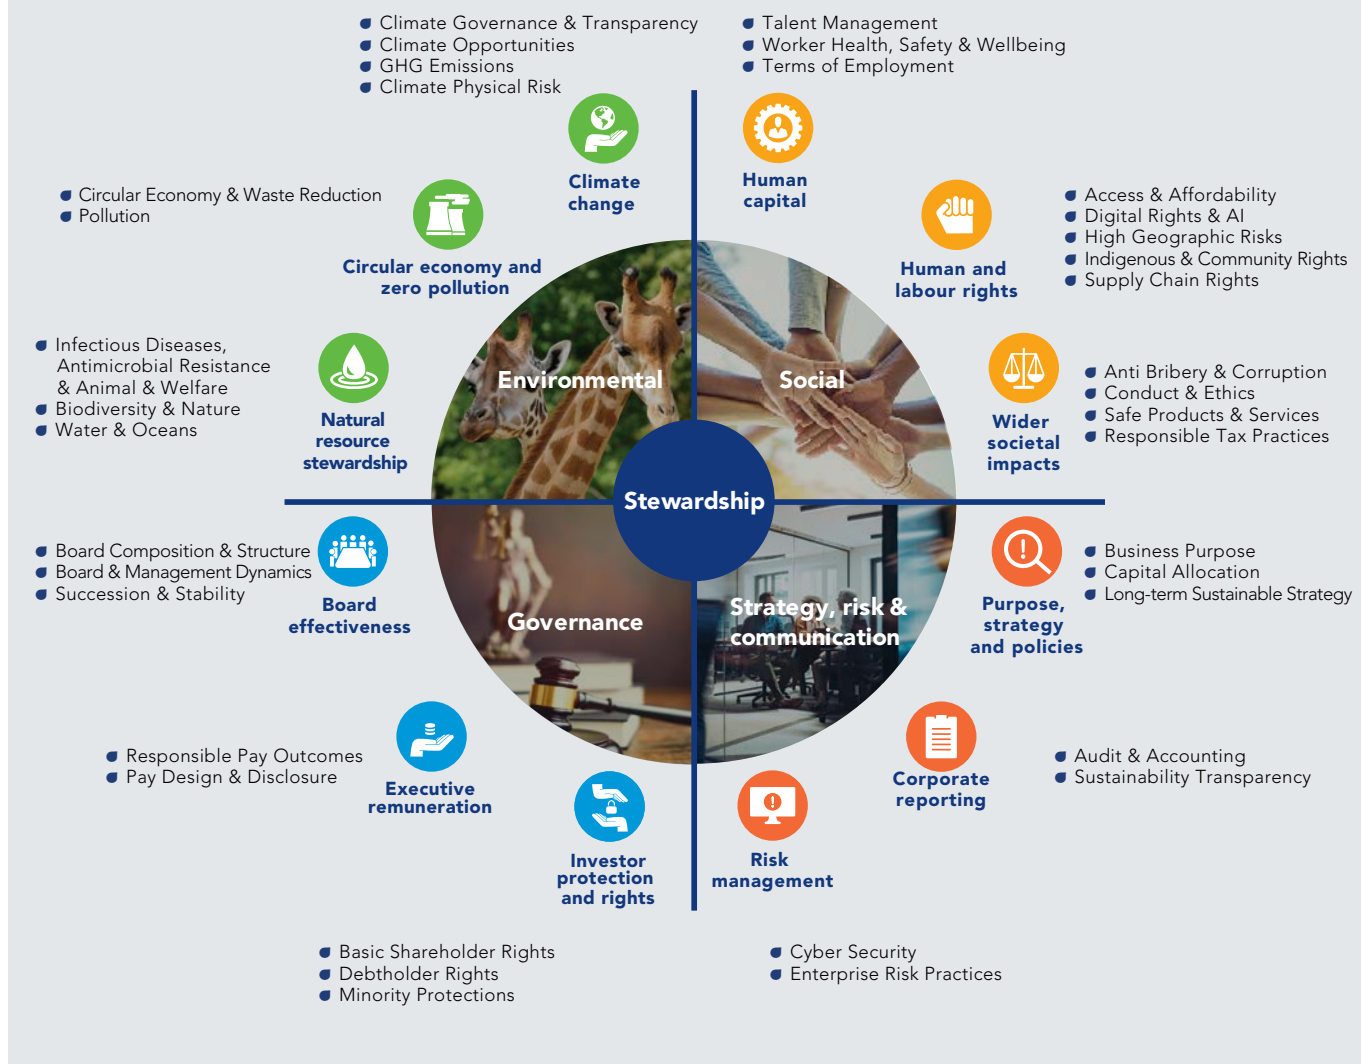 Climate Governance & Transparency
Climate Opportunities
GHG Emissions
Climate Physical Risk
Climate
change
Circular Economy & Waste Reduction
Pollution
Circular economy and
zero pollution
Infectious Diseases,
Antimicrobial Resistance
& Animal & Welfare
Biodiversity & Nature
Water & Oceans
Natural
resource
stewardship
Environmental
Talent Management
Worker Health, Safety & Wellbeing
Terms of Employment
Human
capital
Access & Affordability
Digital Rights & AI
High Geographic Risks
Indigenous & Community Rights
Supply Chain Rights
Human and
labour rights
Anti Bribery & Corruption
Conduct & Ethics
Safe Products & Services
Responsible Tax Practices
Wider
societal
impacts
Social
Stewardship
Board Composition & Structure
Board & Management Dynamics
Succession & Stability
Board
effectiveness
Governance
Responsible Pay Outcomes
Pay Design & Disclosure
Executive
remuneration
Investor
protection
and rights
Basic Shareholder Rights
Debtholder Rights
Minority Protections
Strategy, risk &
communication
Business Purpose
Capital Allocation
Long-term Sustainable Strategy
Purpose,
strategy
and policies
Audit & Accounting
Sustainability Transparency
Corporate
reporting
Risk
management
Cyber Security
Enterprise Risk Practices